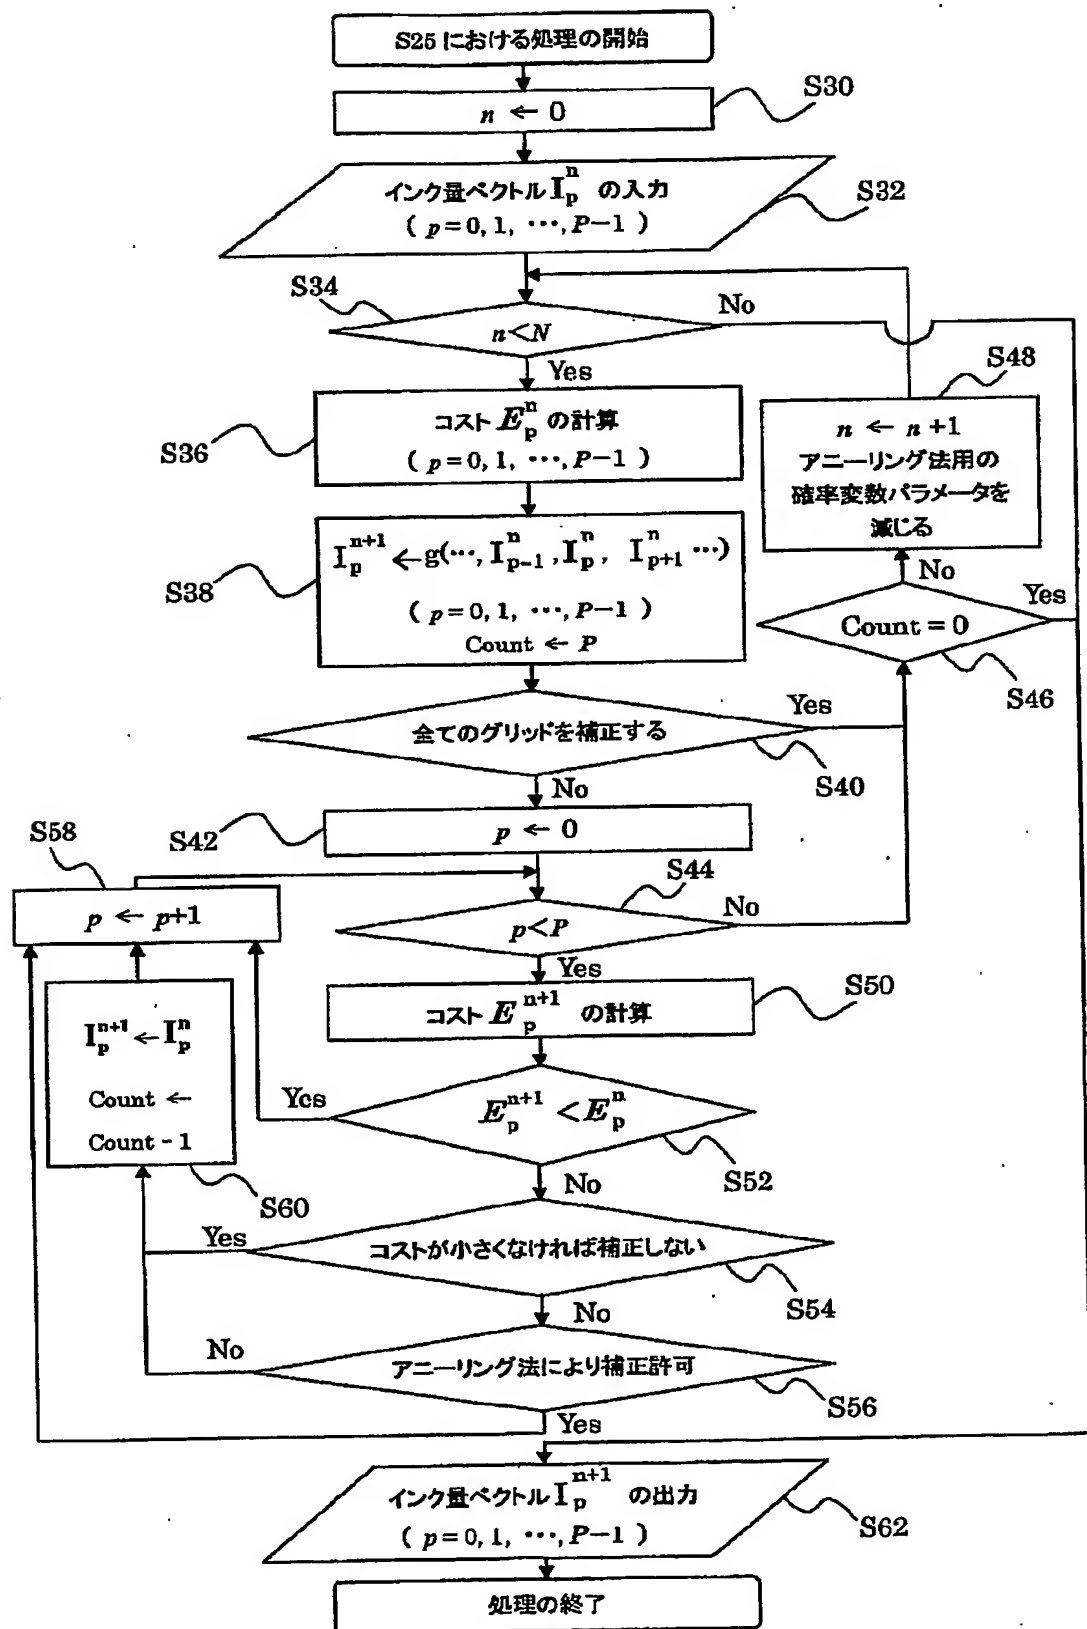 S25における処理の開始
S30
n ← 0
インク量ベクトル I_p^n の入力
( p=0, 1, ⋯, P−1 )
S32
S34
n<N
No
Yes
S48
n ← n+1
アニーリング法用の
確率変数パラメータを
減じる
コスト E_p^n の計算
( p=0, 1, ⋯, P−1 )
S36
I_p^{n+1} ← g(⋯, I_{p-1}^n, I_p^n, I_{p+1}^n ⋯)
( p=0, 1, ⋯, P−1 )
Count ← P
S38
No
Yes
Count = 0
S46
全てのグリッドを補正する
Yes
S40
No
S42
p ← 0
S58
p ← p+1
S44
p<P
No
Yes
S50
コスト E_p^{n+1} の計算
I_p^{n+1} ← I_p^n
Count ←
Count - 1
S60
Yes
E_p^{n+1} < E_p^n
S52
No
Yes
コストが小さくなければ補正しない
S54
No
No
アニーリング法により補正許可
S56
Yes
インク量ベクトル I_p^{n+1} の出力
( p=0, 1, ⋯, P−1 )
S62
処理の終了